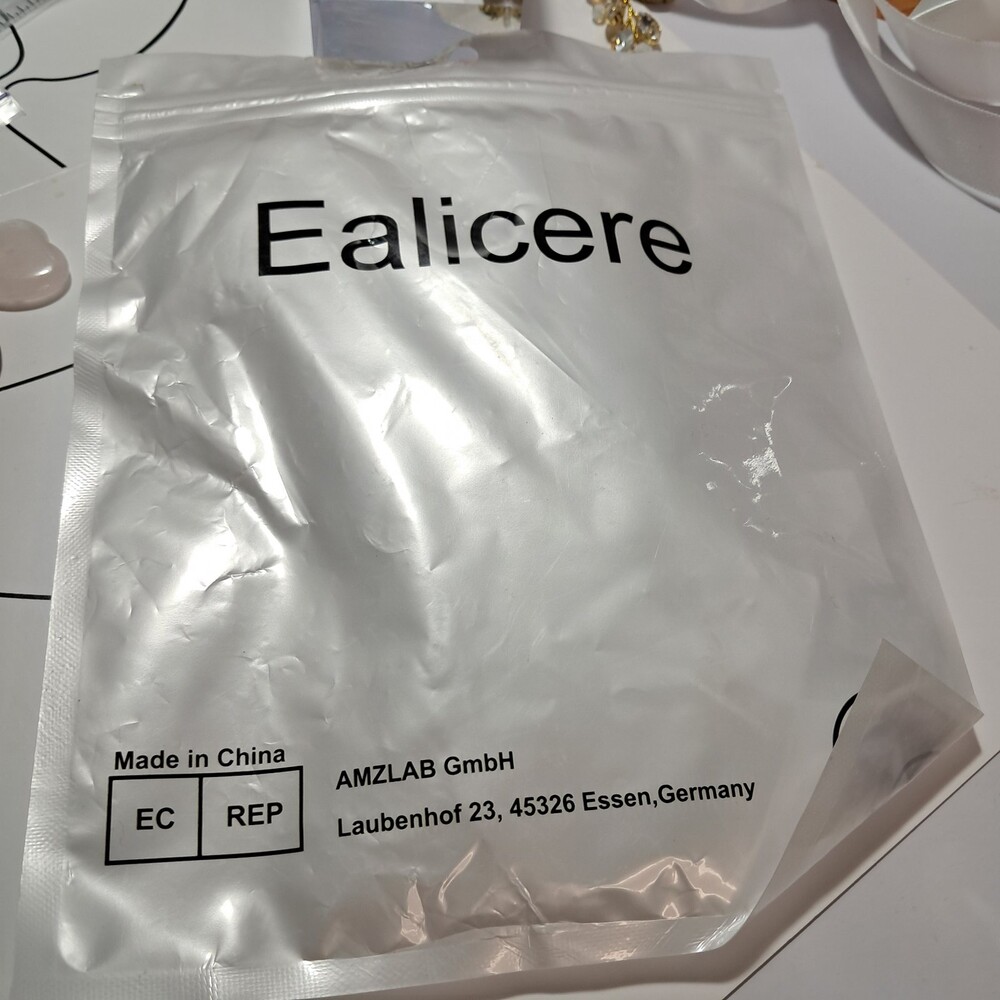 Ealicere
Made in China
EC REP
AMZLAB GmbH
Laubenhof 23, 45326 Essen,Germany